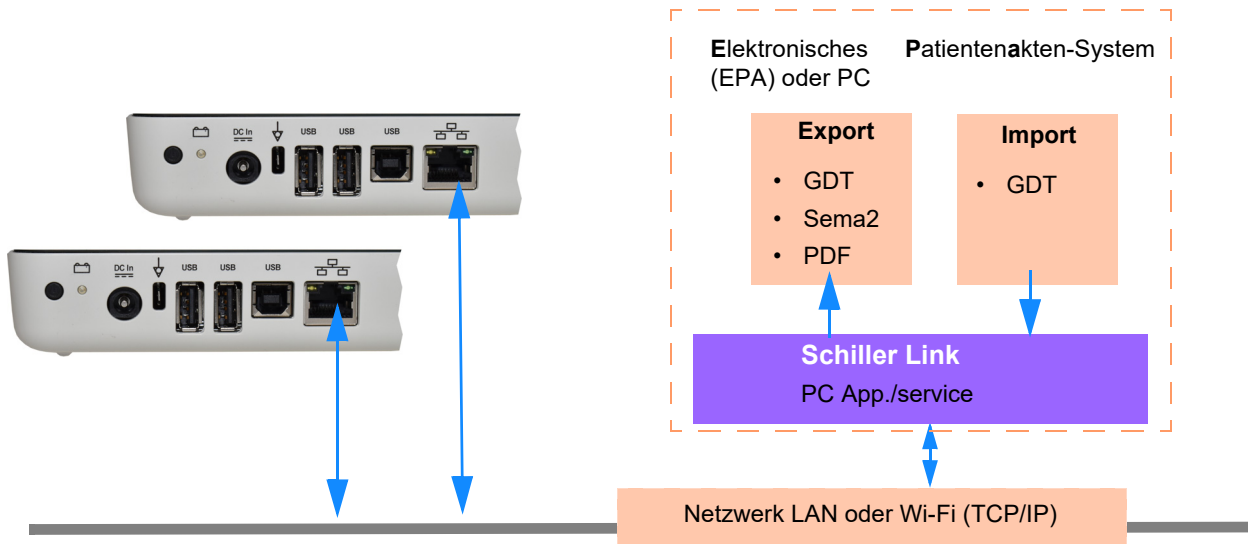 Elektronisches Patientenakten-System
(EPA) oder PC
Export
• GDT
• Sema2
• PDF
Import
• GDT
DC In
USB
USB
USB
DC In
USB
USB
USB
Schiller Link
PC App./service
Netzwerk LAN oder Wi-Fi (TCP/IP)